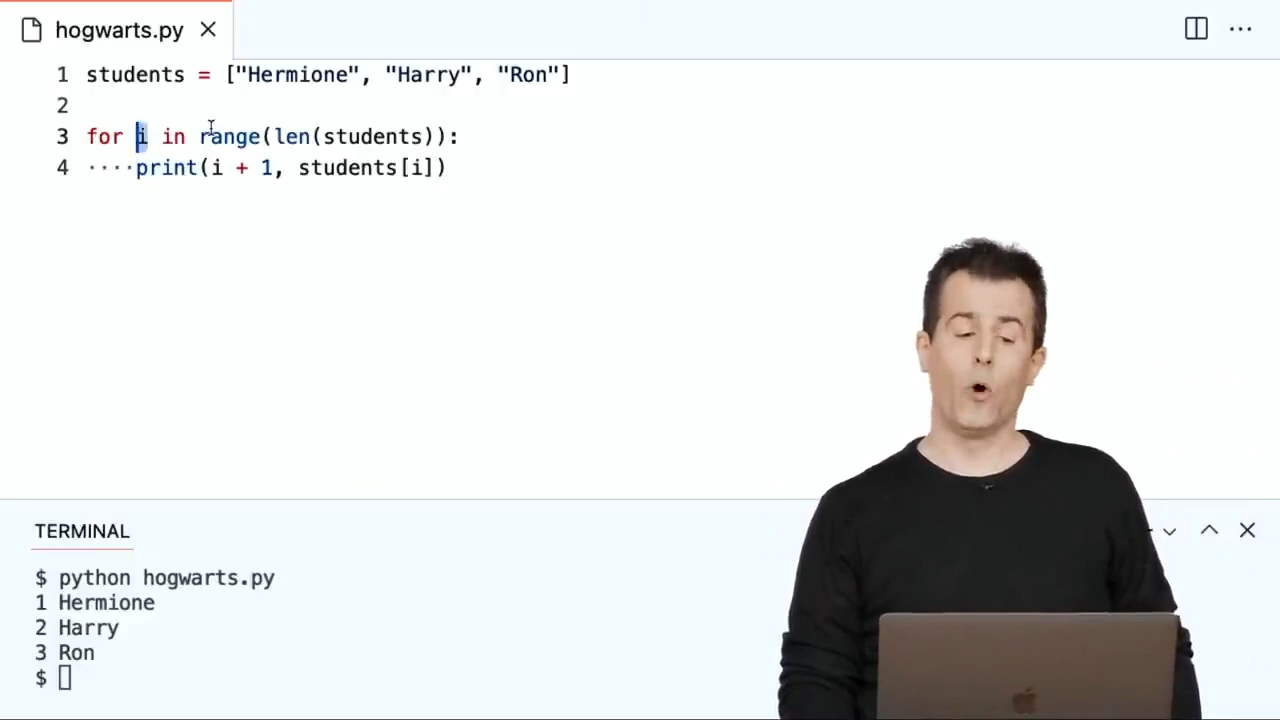 hogwarts.py
1 students = ["Hermione", "Harry", "Ron"]
2
3 for i in range(len(students)):
4 ····print(i + 1, students[i])
TERMINAL
$ python hogwarts.py
1 Hermione
2 Harry
3 Ron
$